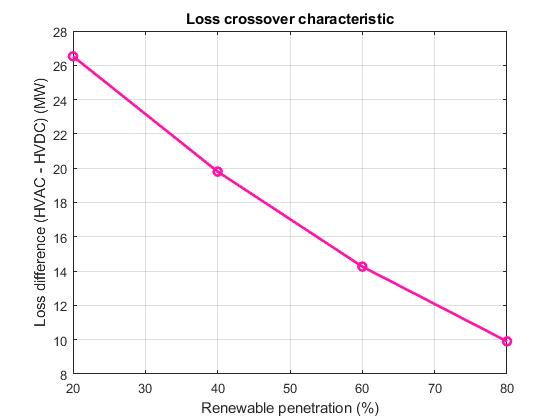 Loss crossover characteristic
28
26
24
22
20
18
16
14
12
10
8
Loss difference (HVAC - HVDC) (MW)
20 30 40 50 60 70 80
Renewable penetration (%)